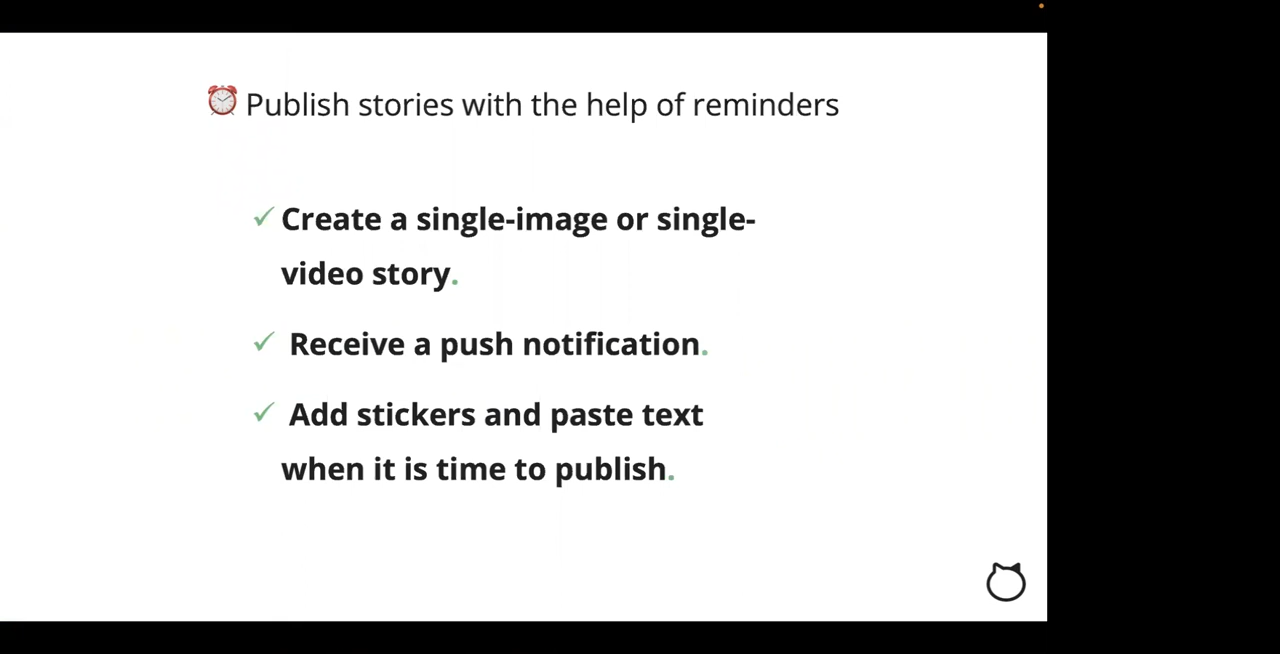 ⏰ Publish stories with the help of reminders
✓ Create a single-image or single-
video story.
✓ Receive a push notification.
✓ Add stickers and paste text
when it is time to publish.